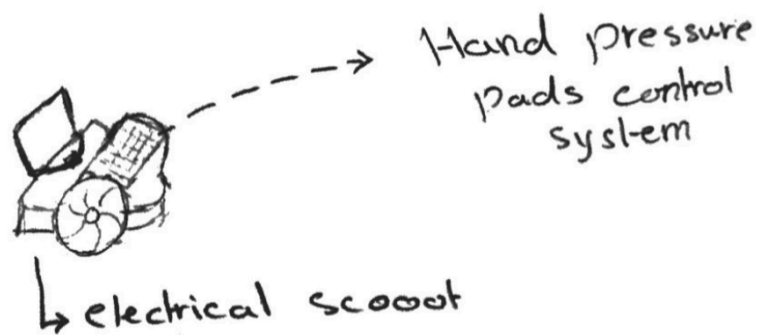 Hand pressure
pads control
system
electrical scooot